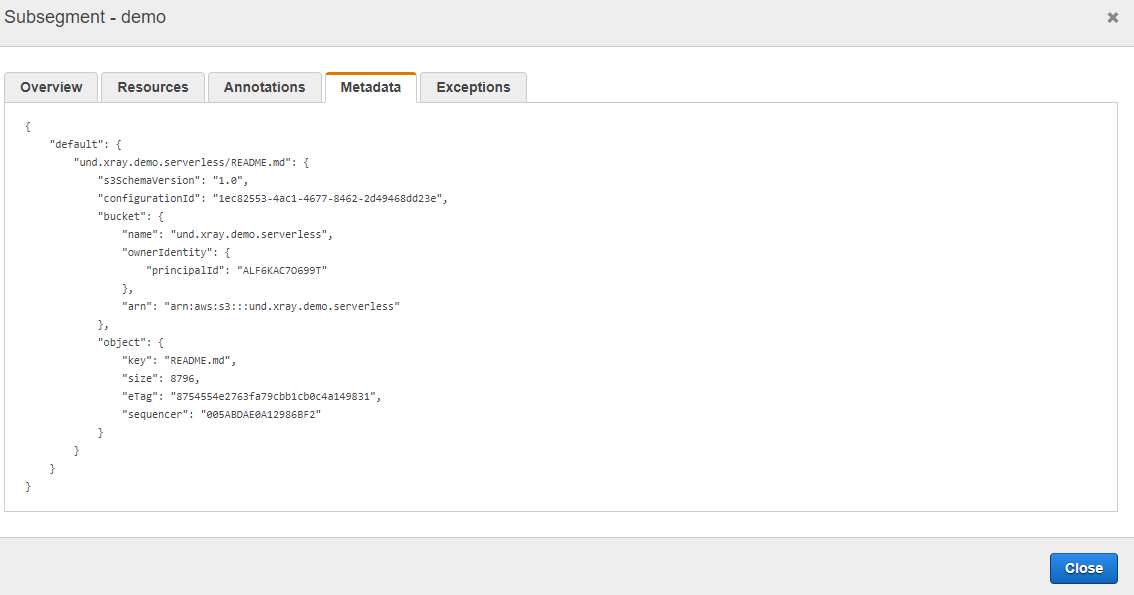 Subsegment - demo
Overview Resources Annotations Metadata Exceptions
{
"default": {
"und.xray.demo.serverless/README.md": {
"s3SchemaVersion": "1.0",
"configurationId": "1ec82553-4ac1-4677-8462-2d49468dd23e",
"bucket": {
"name": "und.xray.demo.serverless",
"ownerIdentity": {
"principalId": "ALF6KAC7O699T"
},
"arn": "arn:aws:s3:::und.xray.demo.serverless"
},
"object": {
"key": "README.md",
"size": 8796,
"eTag": "8754554e2763fa79cbb1cb0c4a149831",
"sequencer": "005ABDAE0A12986BF2"
}
}
}
}
Close